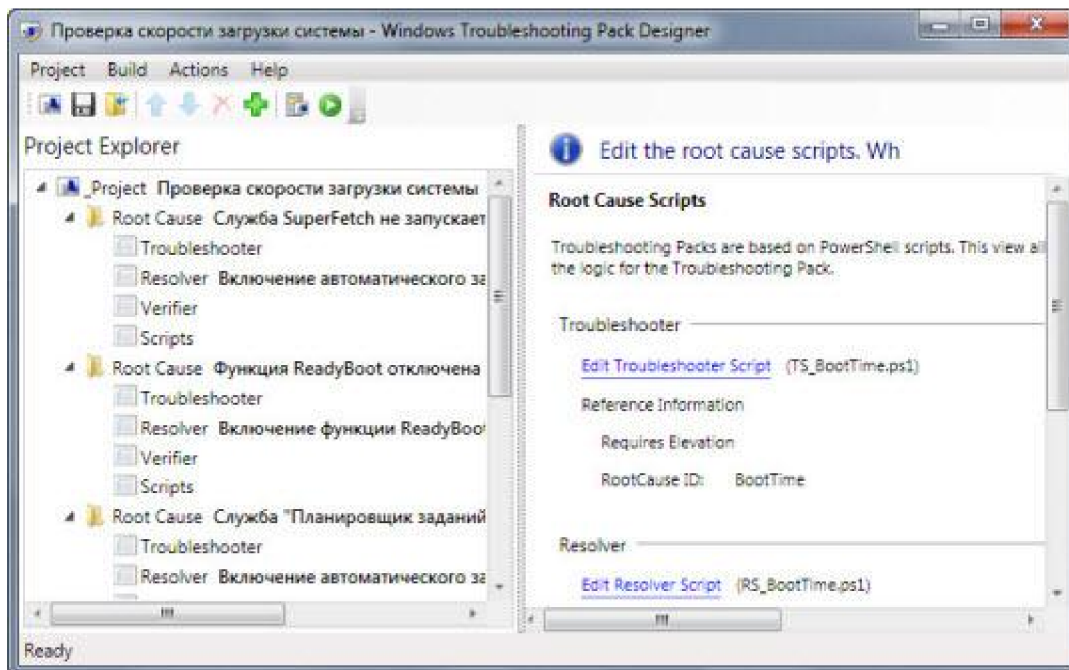 Проверка скорости загрузки системы - Windows Troubleshooting Pack Designer
Project Build Actions Help
Project Explorer
_Project Проверка скорости загрузки системы
Root Cause Служба SuperFetch не запускает
Troubleshooter
Resolver Включение автоматического за
Verifier
Scripts
Root Cause Функция ReadyBoot отключена
Troubleshooter
Resolver Включение функции ReadyBoo
Verifier
Scripts
Root Cause Служба "Планировщик заданий
Troubleshooter
Resolver Включение автоматического за
Edit the root cause scripts. Wh
Root Cause Scripts
Troubleshooting Packs are based on PowerShell scripts. This view all
the logic for the Troubleshooting Pack.
Troubleshooter
Edit Troubleshooter Script (TS_BootTime.ps1)
Reference Information
Requires Elevation
RootCause ID: BootTime
Resolver
Edit Resolver Script (RS_BootTime.ps1)
Ready